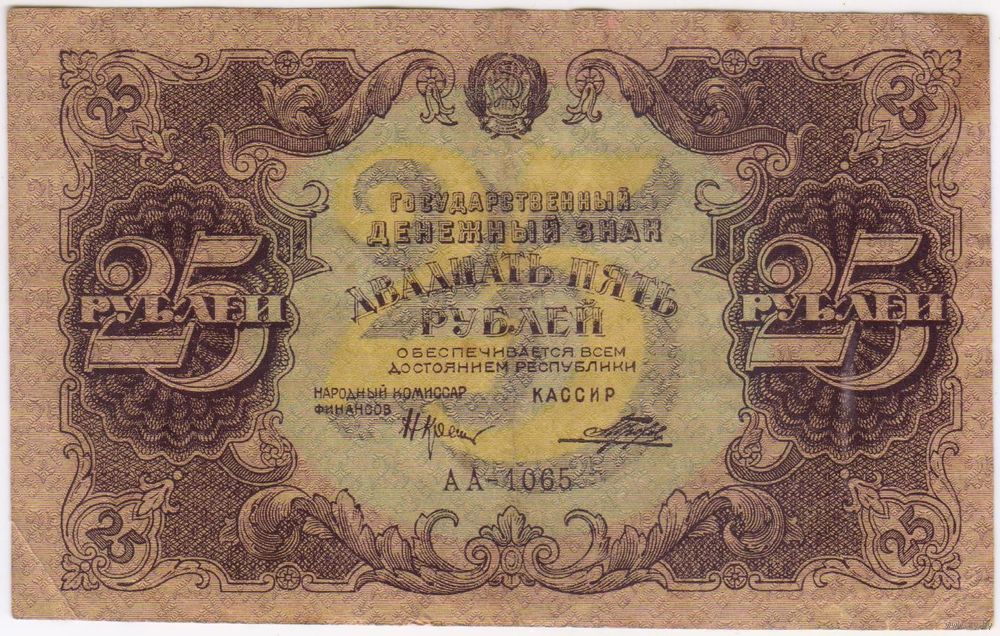 25
25
ГОСУДАРСТВЕННЫЙ
ДЕНЕЖНЫЙ ЗНАК
25 РУБЛЕЙ
25
ДВАДЦАТЬ ПЯТЬ
РУБЛЕЙ
25 РУБЛЕЙ
ОБЕСПЕЧИВАЕТСЯ ВСЕМ
ДОСТОЯНИЕМ РЕСПУБЛИКИ
НАРОДНЫЙ КОМИССАР
ФИНАНСОВ
КАССИР
АА-1065
25
25